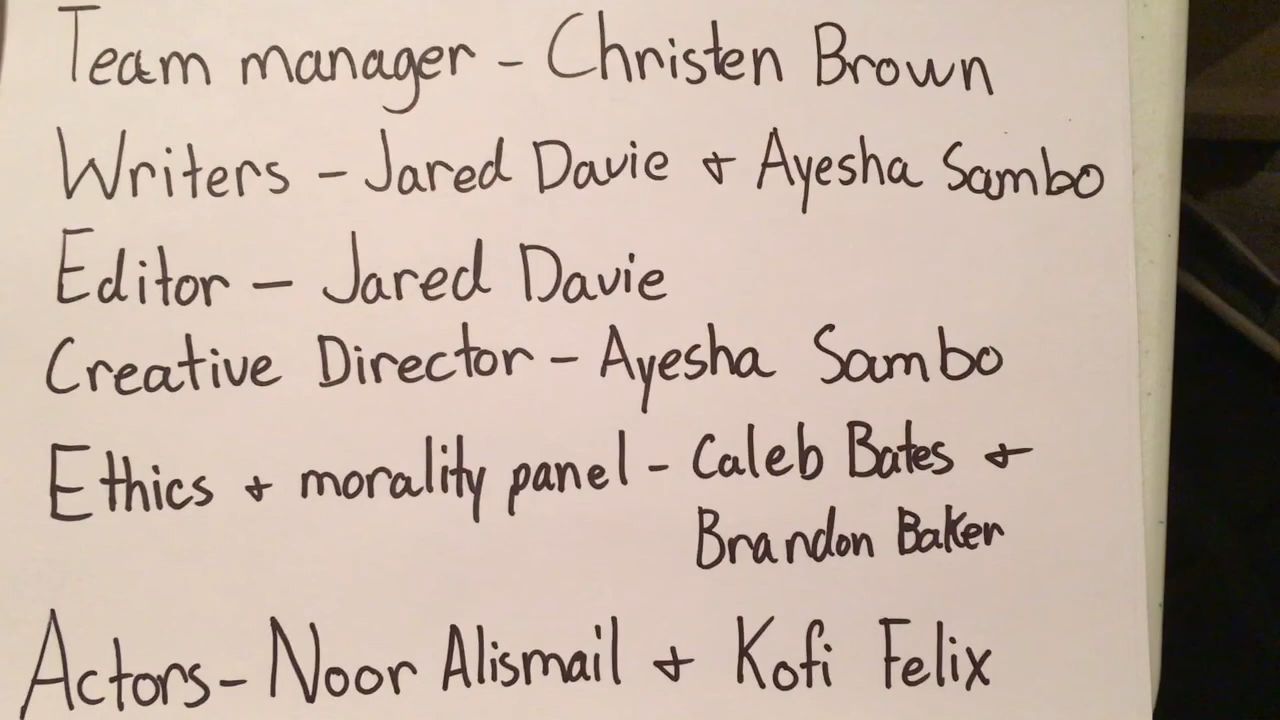 Team manager - Christen Brown
Writers - Jared Davie + Ayesha Sambo
Editor - Jared Davie
Creative Director - Ayesha Sambo
Ethics + morality panel - Caleb Bates +
Brandon Baker
Actors - Noor Alismail + Kofi Felix